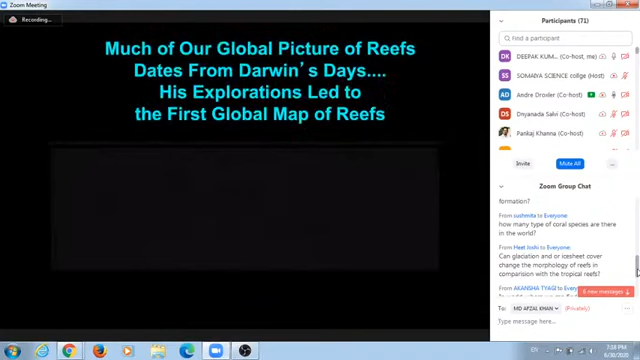 Zoom Meeting
Recording...
Much of Our Global Picture of Reefs
Dates From Darwin's Days....
His Explorations Led to
the First Global Map of Reefs
Participants (71)
Find a participant
DK DEEPAK KUM... (Co-host, me)
SS SOMAIYA SCIENCE collge (Host)
AD Andre Droxler (Co-host)
DS Dnyanada Salvi (Co-host)
Pankaj Khanna (Co-host)
Invite
Mute All
...
Zoom Group Chat
formation?
From sushmita to Everyone:
how many type of coral species are there
in the world?
From Heet Joshi to Everyone:
Can glaciation and or icesheet cover
change the morphology of reefs in
comparision with the tropical reefs?
From AKANSHA TYAGI to Every
6 new messages
To: MD AFZAL KHAN (Privately)
...
Type message here...
EN
7:18 PM
6/30/2020